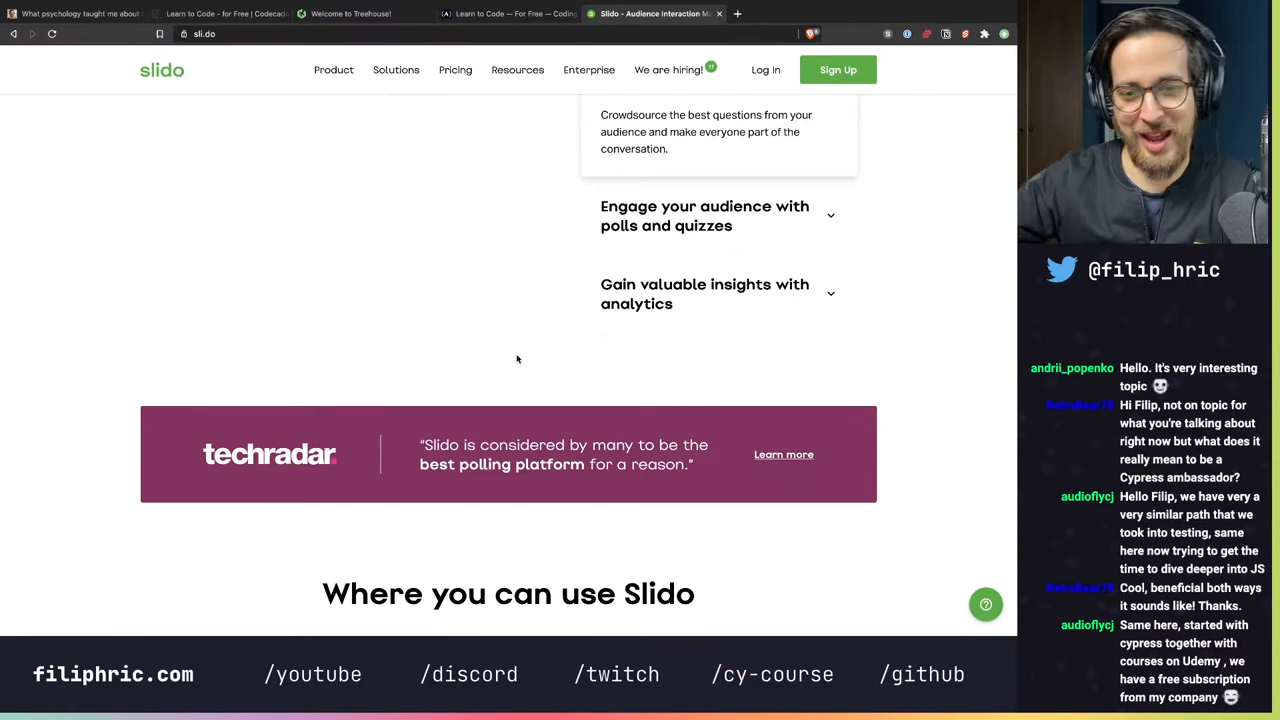 What psychology taught me about
Learn to Code - for Free | Codecade
Welcome to Treehouse!
Learn to Code — For Free — Coding
Slido - Audience Interaction M
sli.do
slido
Product
Solutions
Pricing
Resources
Enterprise
We are hiring!
17
Log In
Sign Up
Crowdsource the best questions from your
audience and make everyone part of the
conversation.
Engage your audience with
polls and quizzes
Gain valuable insights with
analytics
techradar.
“Slido is considered by many to be the
best polling platform for a reason.”
Learn more
Where you can use Slido
@filip_hric
andrii_popenko Hello. It's very interesting
topic
RetroBear78 Hi Filip, not on topic for
what you're talking about
right now but what does it
really mean to be a
Cypress ambassador?
audioflycj Hello Filip, we have very a
very similar path that we
took into testing, same
here now trying to get the
time to dive deeper into JS
RetroBear78 Cool, beneficial both ways
it sounds like! Thanks.
audioflycj Same here, started with
cypress together with
courses on Udemy , we
have a free subscription
from my company
filiphric.com
/youtube
/discord
/twitch
/cy-course
/github